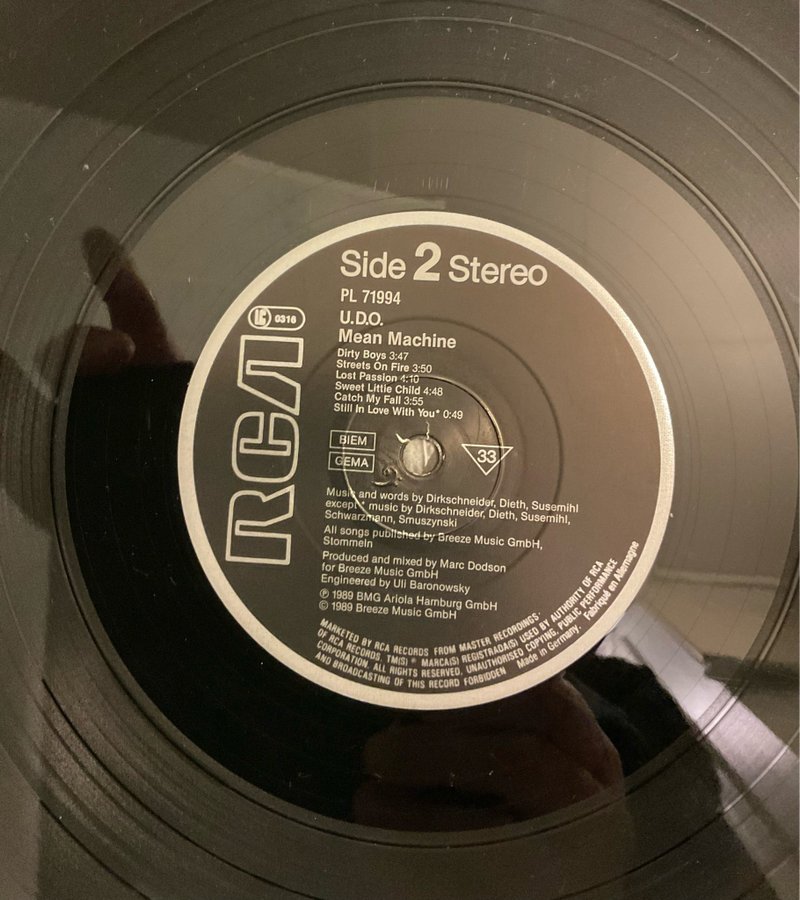 Side 2 Stereo
PL 71994
U.D.O.
Mean Machine
Dirty Boys 3:47
Streets On Fire 3:50
Lost Passion 4:10
Sweet Little Child 4:48
Catch My Fall 3:55
Still In Love With You* 0:49
LC 0316
RCA
BIEM
GEMA
33
Music and words by Dirkschneider, Dieth, Susemihl
except * music by Dirkschneider, Dieth, Susemihl,
Schwarzmann, Smuszynski
All songs published by Breeze Music GmbH,
Stommeln
Produced and mixed by Marc Dodson
for Breeze Music GmbH
Engineered by Uli Baronowsky
℗ 1989 BMG Ariola Hamburg GmbH
© 1989 Breeze Music GmbH
MARKETED BY RCA RECORDS FROM MASTER RECORDINGS·
OF RCA RECORDS. TM(S) ® MARCA(S) REGISTRADA(S) USED BY AUTHORITY OF RCA
CORPORATION. ALL RIGHTS RESERVED. UNAUTHORISED COPYING, PUBLIC PERFORMANCE
AND BROADCASTING OF THIS RECORD FORBIDDEN Made in Germany. Fabriqué en Allemagne